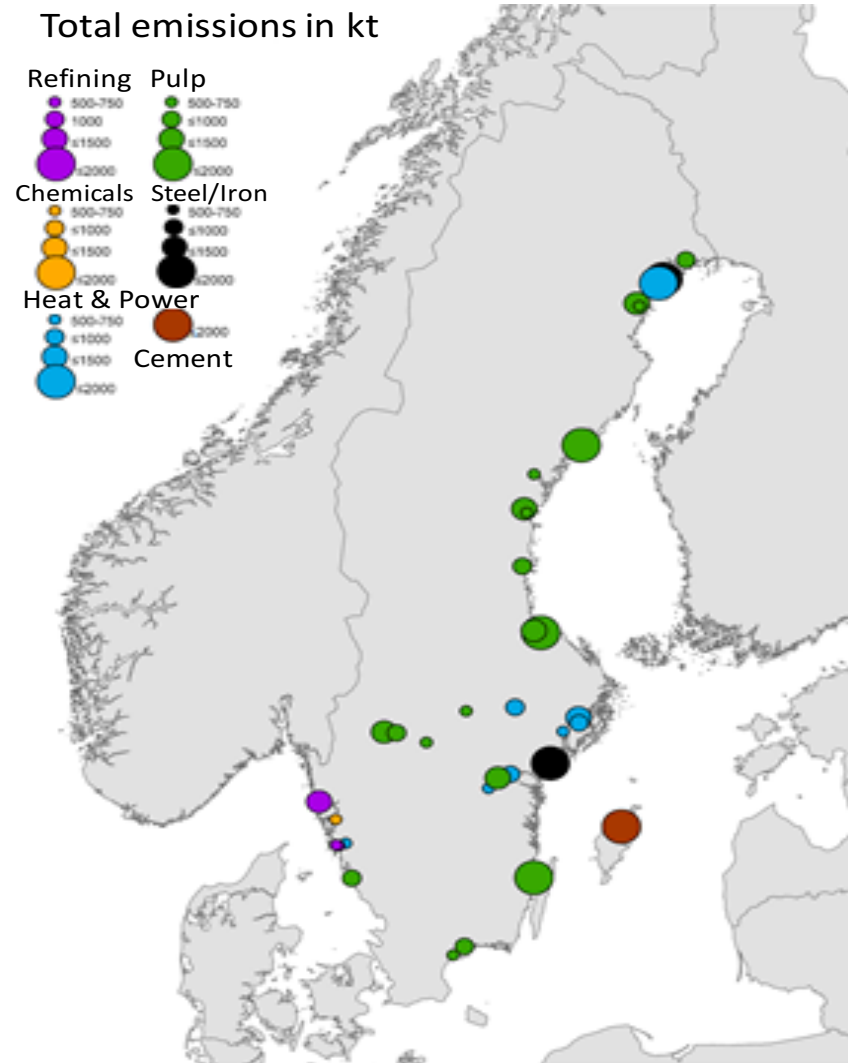 Total emissions in kt
Refining Pulp
500-750 500-750
1000 ≤1000
≤1500 ≤1500
≤2000 ≤2000
Chemicals Steel/Iron
500-750 500-750
≤1000 ≤1000
≤1500 ≤1500
≤2000 ≤2000
Heat & Power
500-750 ≤2000
≤1000
≤1500
Cement
≤2000